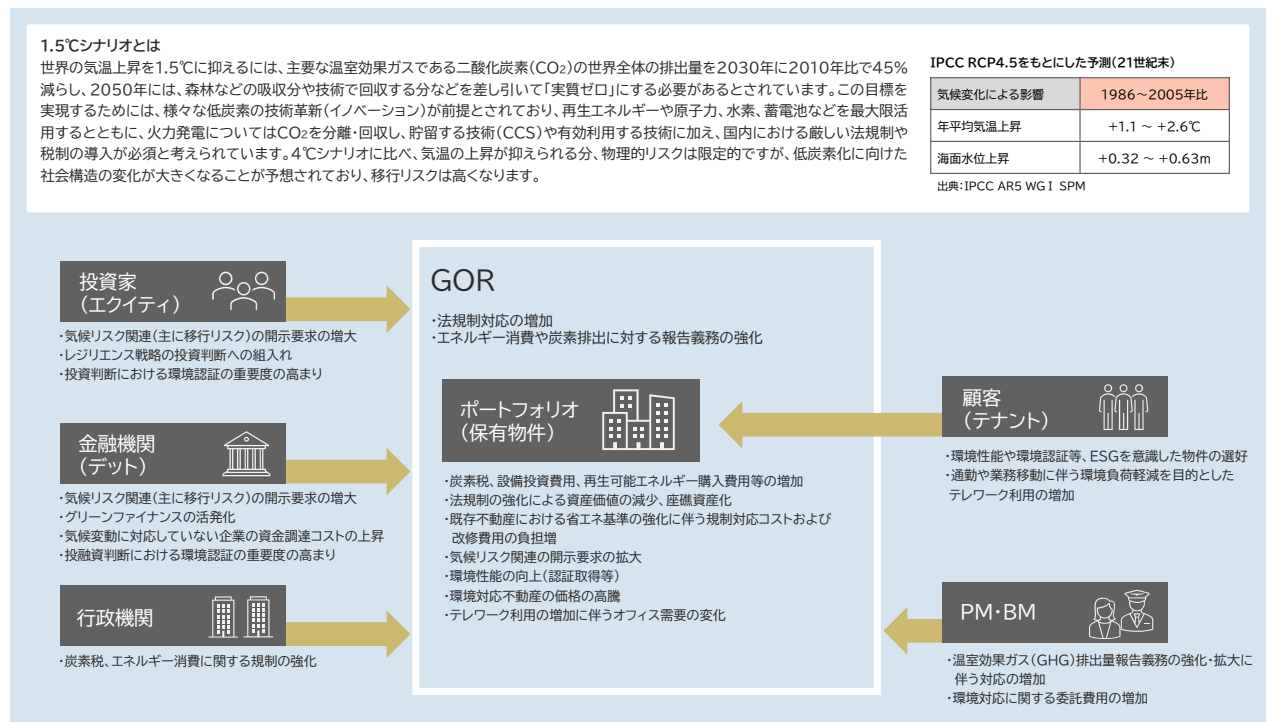 1.5℃シナリオとは
世界の気温上昇を1.5℃に抑えるには、主要な温室効果ガスである二酸化炭素(CO2)の世界全体の排出量を2030年に2010年比で45%
減らし、2050年には、森林などの吸収分や技術で回収する分などを差し引いて「実質ゼロ」にする必要があるとされています。この目標を
実現するためには、様々な低炭素の技術革新(イノベーション)が前提とされており、再生エネルギーや原子力、水素、蓄電池などを最大限活
用するとともに、火力発電についてはCO2を分離・回収し、貯留する技術(CCS)や有効利用する技術に加え、国内における厳しい法規制や
税制の導入が必須と考えられています。4℃シナリオに比べ、気温の上昇が抑えられる分、物理的リスクは限定的ですが、低炭素化に向けた
社会構造の変化が大きくなることが予想されており、移行リスクは高くなります。
IPCC RCP4.5をもとにした予測(21世紀末)
気候変化による影響 1986~2005年比
年平均気温上昇 +1.1 ~ +2.6℃
海面水位上昇 +0.32 ~ +0.63m
出典:IPCC AR5 WGⅠ SPM
投資家
(エクイティ)
・気候リスク関連(主に移行リスク)の開示要求の増大
・レジリエンス戦略の投資判断への組入れ
・投資判断における環境認証の重要度の高まり
金融機関
(デット)
・気候リスク関連(主に移行リスク)の開示要求の増大
・グリーンファイナンスの活発化
・気候変動に対応していない企業の資金調達コストの上昇
・投融資判断における環境認証の重要度の高まり
行政機関
・炭素税、エネルギー消費に関する規制の強化
GOR
・法規制対応の増加
・エネルギー消費や炭素排出に対する報告義務の強化
ポートフォリオ
(保有物件)
・炭素税、設備投資費用、再生可能エネルギー購入費用等の増加
・法規制の強化による資産価値の減少、座礁資産化
・既存不動産における省エネ基準の強化に伴う規制対応コストおよび
改修費用の負担増
・気候リスク関連の開示要求の拡大
・環境性能の向上(認証取得等)
・環境対応不動産の価格の高騰
・テレワーク利用の増加に伴うオフィス需要の変化
顧客
(テナント)
・環境性能や環境認証等、ESGを意識した物件の選好
・通勤や業務移動に伴う環境負荷軽減を目的とした
テレワーク利用の増加
PM・BM
・温室効果ガス(GHG)排出量報告義務の強化・拡大に
伴う対応の増加
・環境対応に関する委託費用の増加